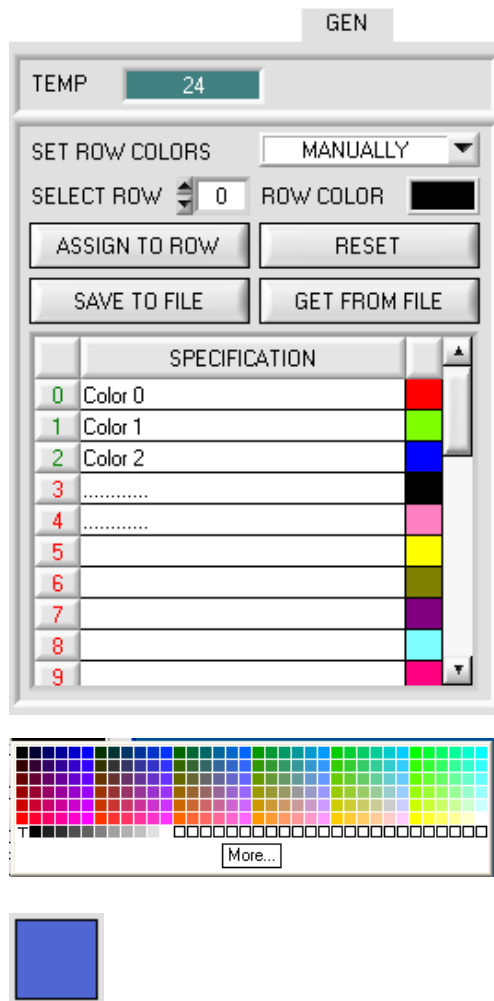 GEN
TEMP 24
SET ROW COLORS MANUALLY
SELECT ROW 0 ROW COLOR
ASSIGN TO ROW RESET
SAVE TO FILE GET FROM FILE
SPECIFICATION
0 Color 0
1 Color 1
2 Color 2
3 ............
4 ............
5
6
7
8
9
T
More...